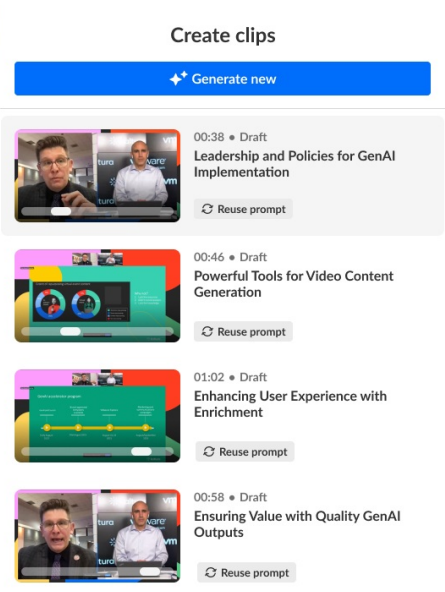 Create clips
Generate new
00:38 • Draft
Leadership and Policies for GenAI
Implementation
Reuse prompt
00:46 • Draft
Powerful Tools for Video Content
Generation
Reuse prompt
01:02 • Draft
Enhancing User Experience with
Enrichment
Reuse prompt
00:58 • Draft
Ensuring Value with Quality GenAI
Outputs
Reuse prompt